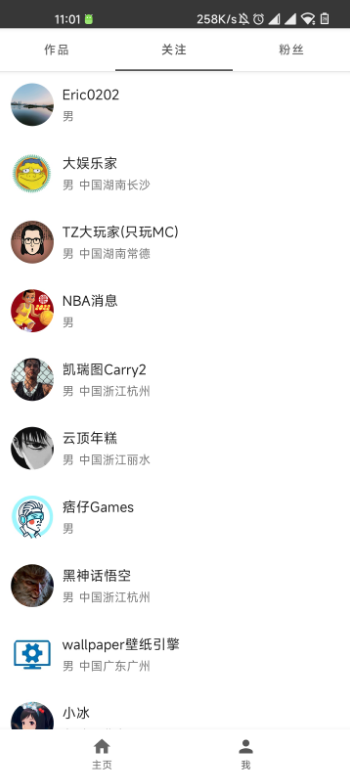 11:01
258K/s
作品 关注 粉丝
Eric0202
男
大娱乐家
男 中国湖南长沙
TZ大玩家(只玩MC)
男 中国湖南常德
NBA消息
男
凯瑞图Carry2
男 中国浙江杭州
云顶年糕
男 中国浙江丽水
痞仔Games
男
黑神话悟空
男 中国浙江杭州
wallpaper壁纸引擎
男 中国广东广州
小冰
主页 我